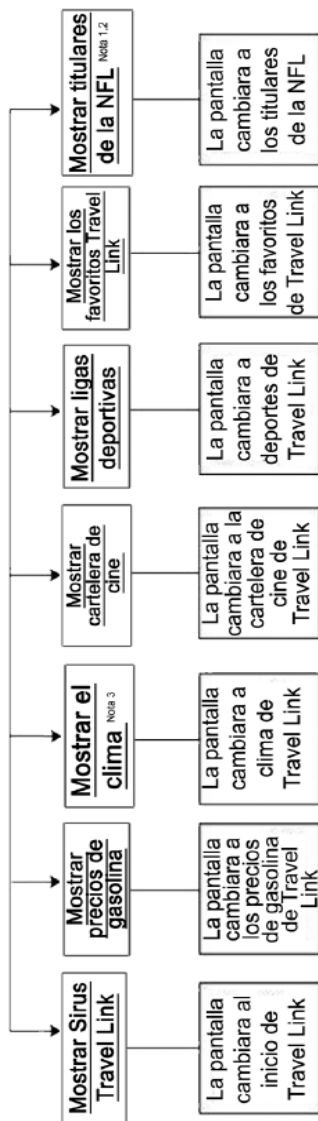 Mostrar Sirus
Travel Link
Mostrar
precios de
gasolina
Mostrar el
clima Nota 3
Mostrar
cartelera de
cine
Mostrar ligas
deportivas
Mostrar los
favoritos Travel
Link
Mostrar titulares
de la NFL
Nota 1,2
La pantalla
cambiara al
inicio de
Travel Link
La pantalla
cambiara a
los precios
de gasolina
de Travel
Link
La pantalla
cambiara a
clima de
Travel Link
La pantalla
cambiara a la
cartelera de
cine de
Travel Link
La pantalla
cambiara a
deportes de
Travel Link
La pantalla
cambiara a
los favoritos
de Travel Link
La pantalla
cambiara a
los titulares
de la NFL